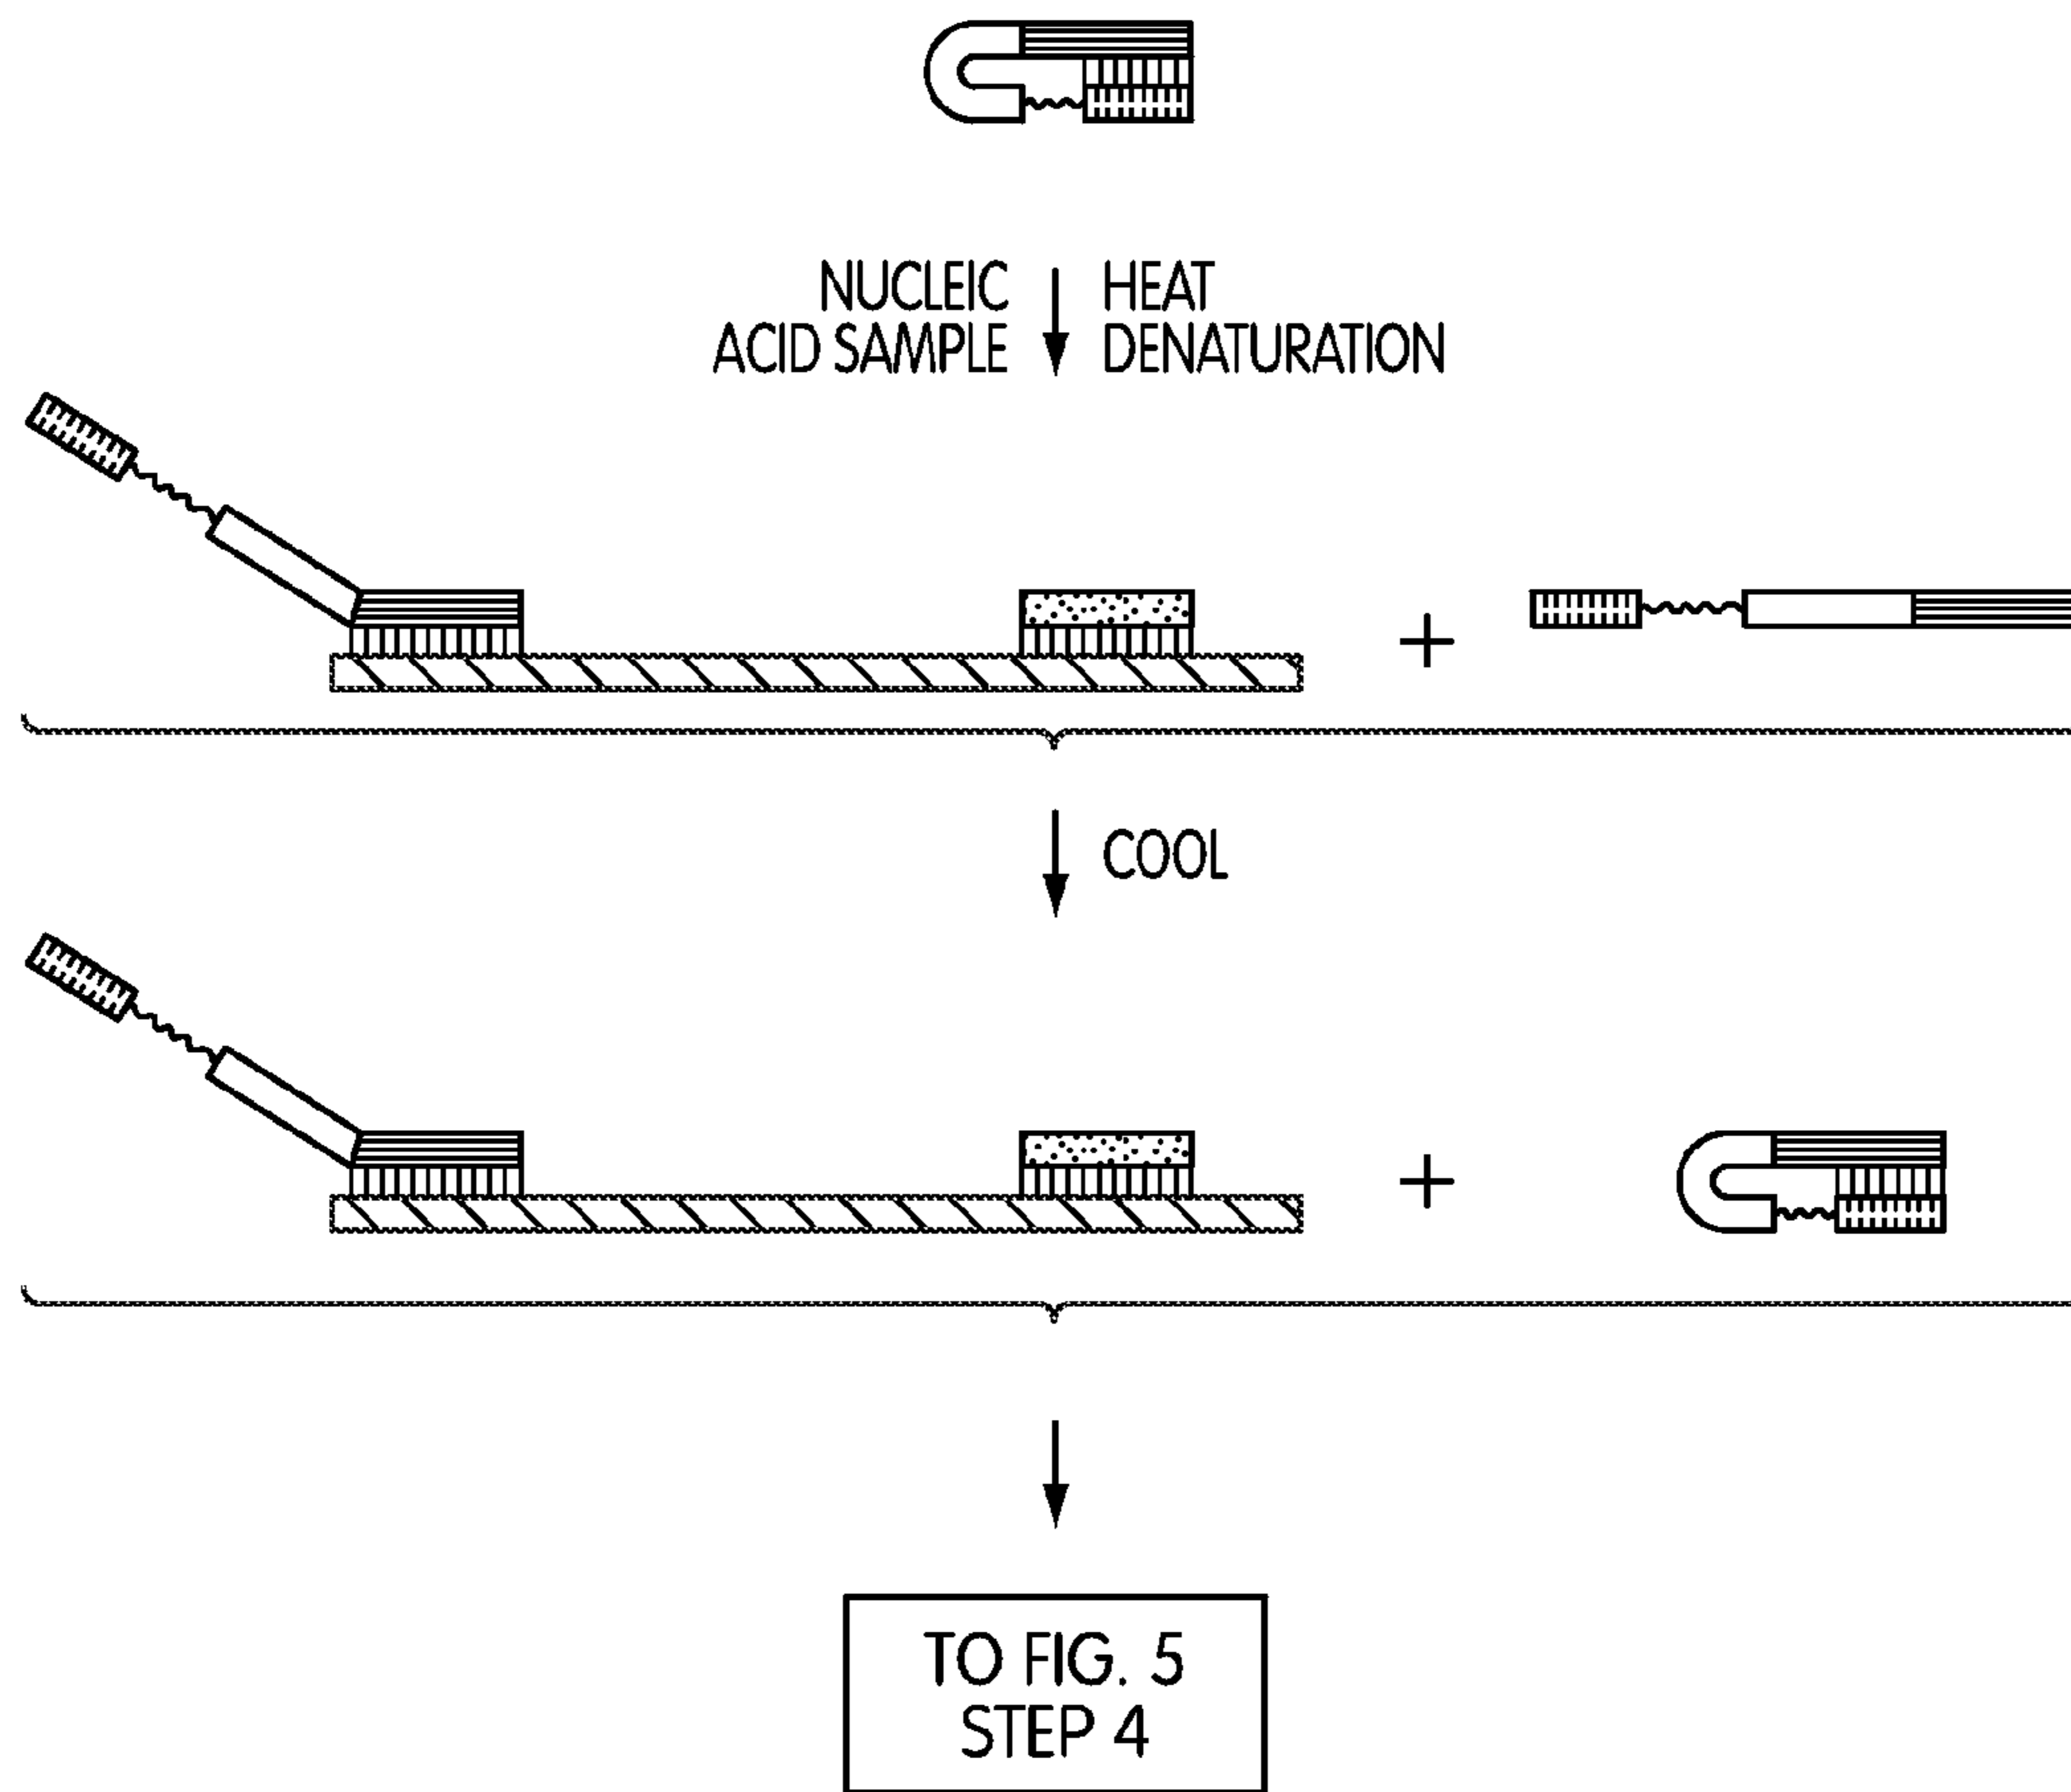 NUCLEIC
ACID SAMPLE
HEAT
DENATURATION
+
COOL
+
TO FIG. 5
STEP 4